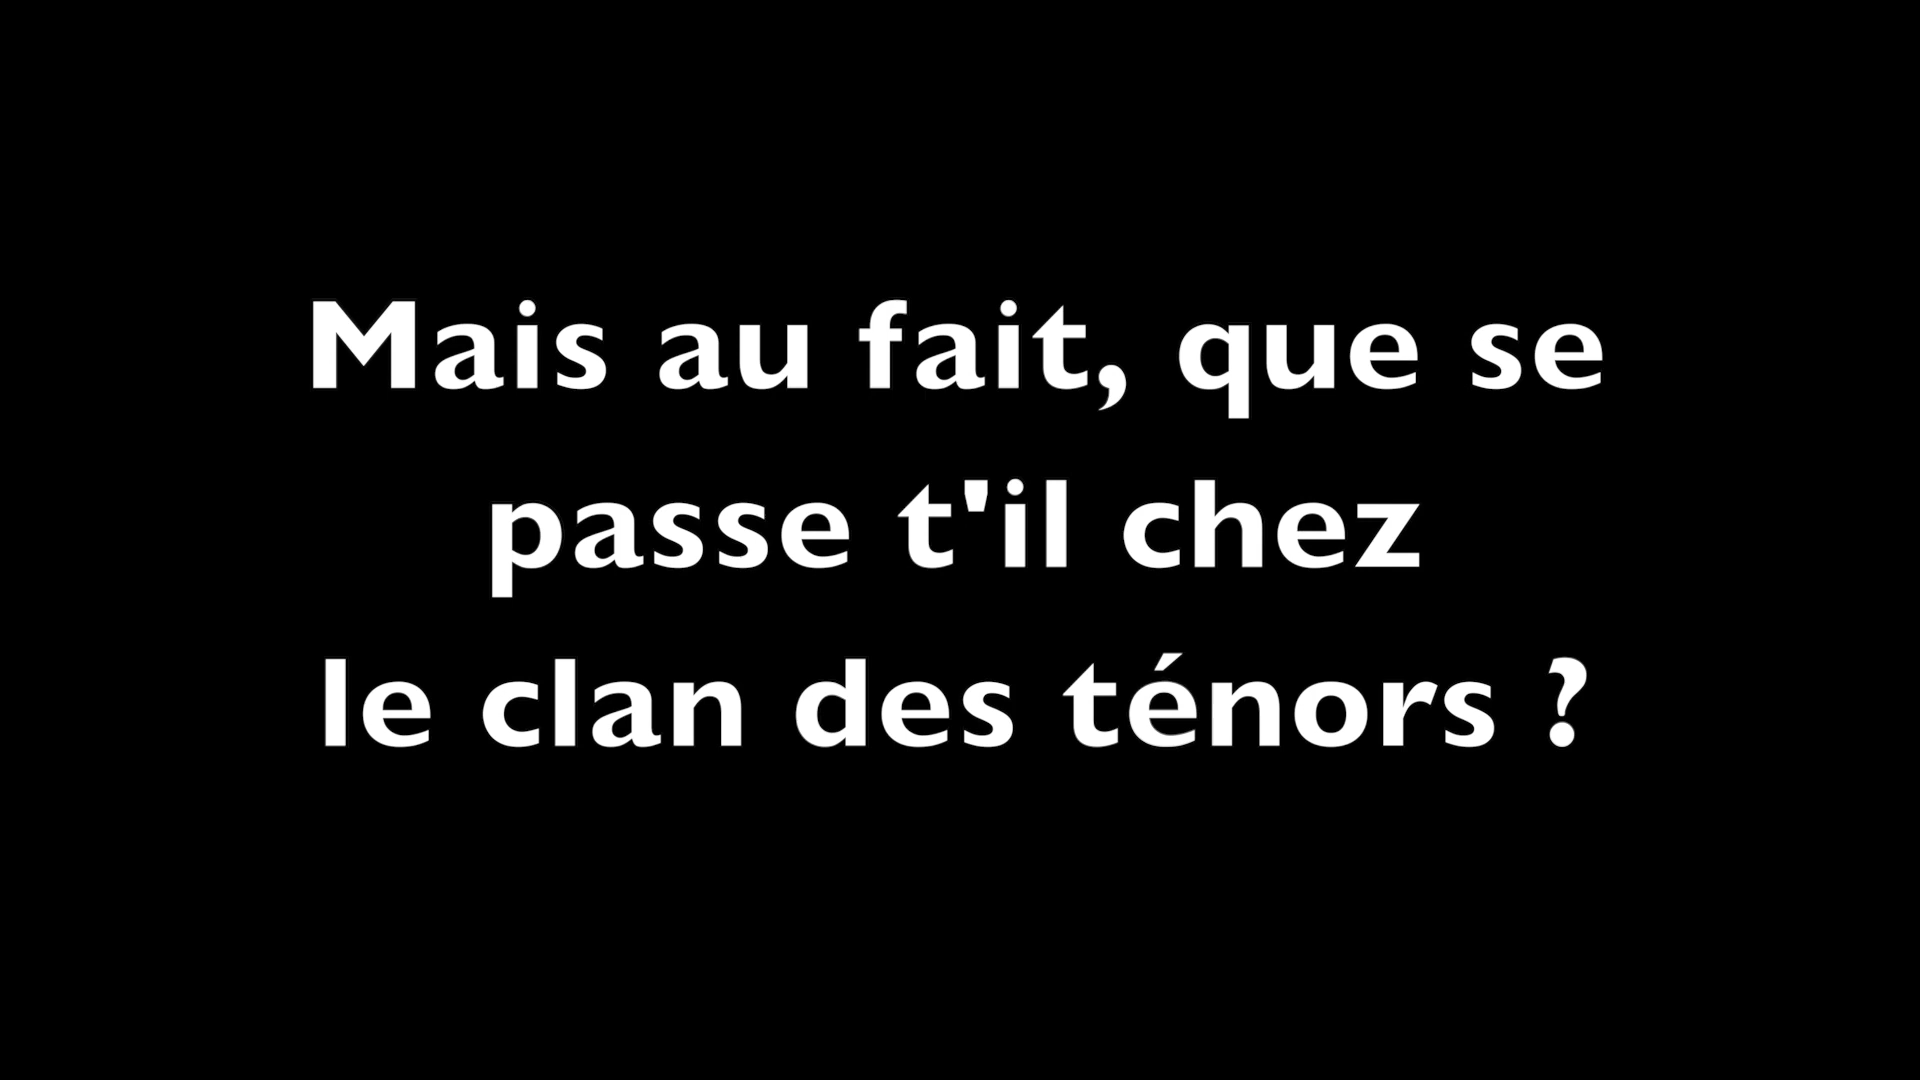 Mais au fait, que se
passe t'il chez
le clan des ténors ?